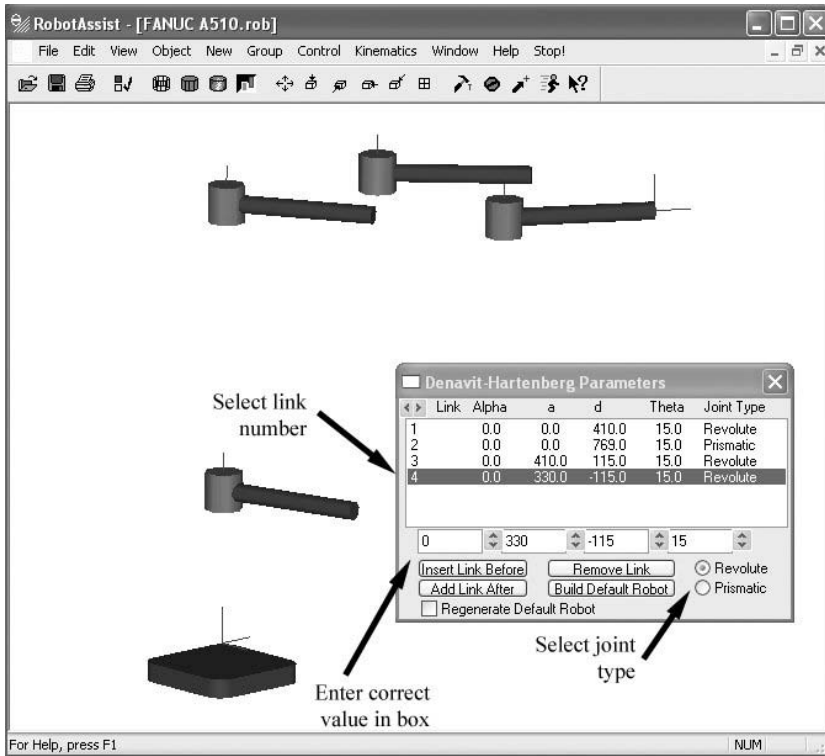 RobotAssist - [FANUC A510.rob]
File Edit View Object New Group Control Kinematics Window Help Stop!
Select link
number
Denavit-Hartenberg Parameters
Link Alpha a d Theta Joint Type
1 0.0 0.0 410.0 15.0 Revolute
2 0.0 0.0 769.0 15.0 Prismatic
3 0.0 410.0 115.0 15.0 Revolute
4 0.0 330.0 -115.0 15.0 Revolute
0 330 -115 15
Insert Link Before Remove Link Revolute
Add Link After Build Default Robot Prismatic
Regenerate Default Robot
Select joint
type
Enter correct
value in box
For Help, press F1 NUM